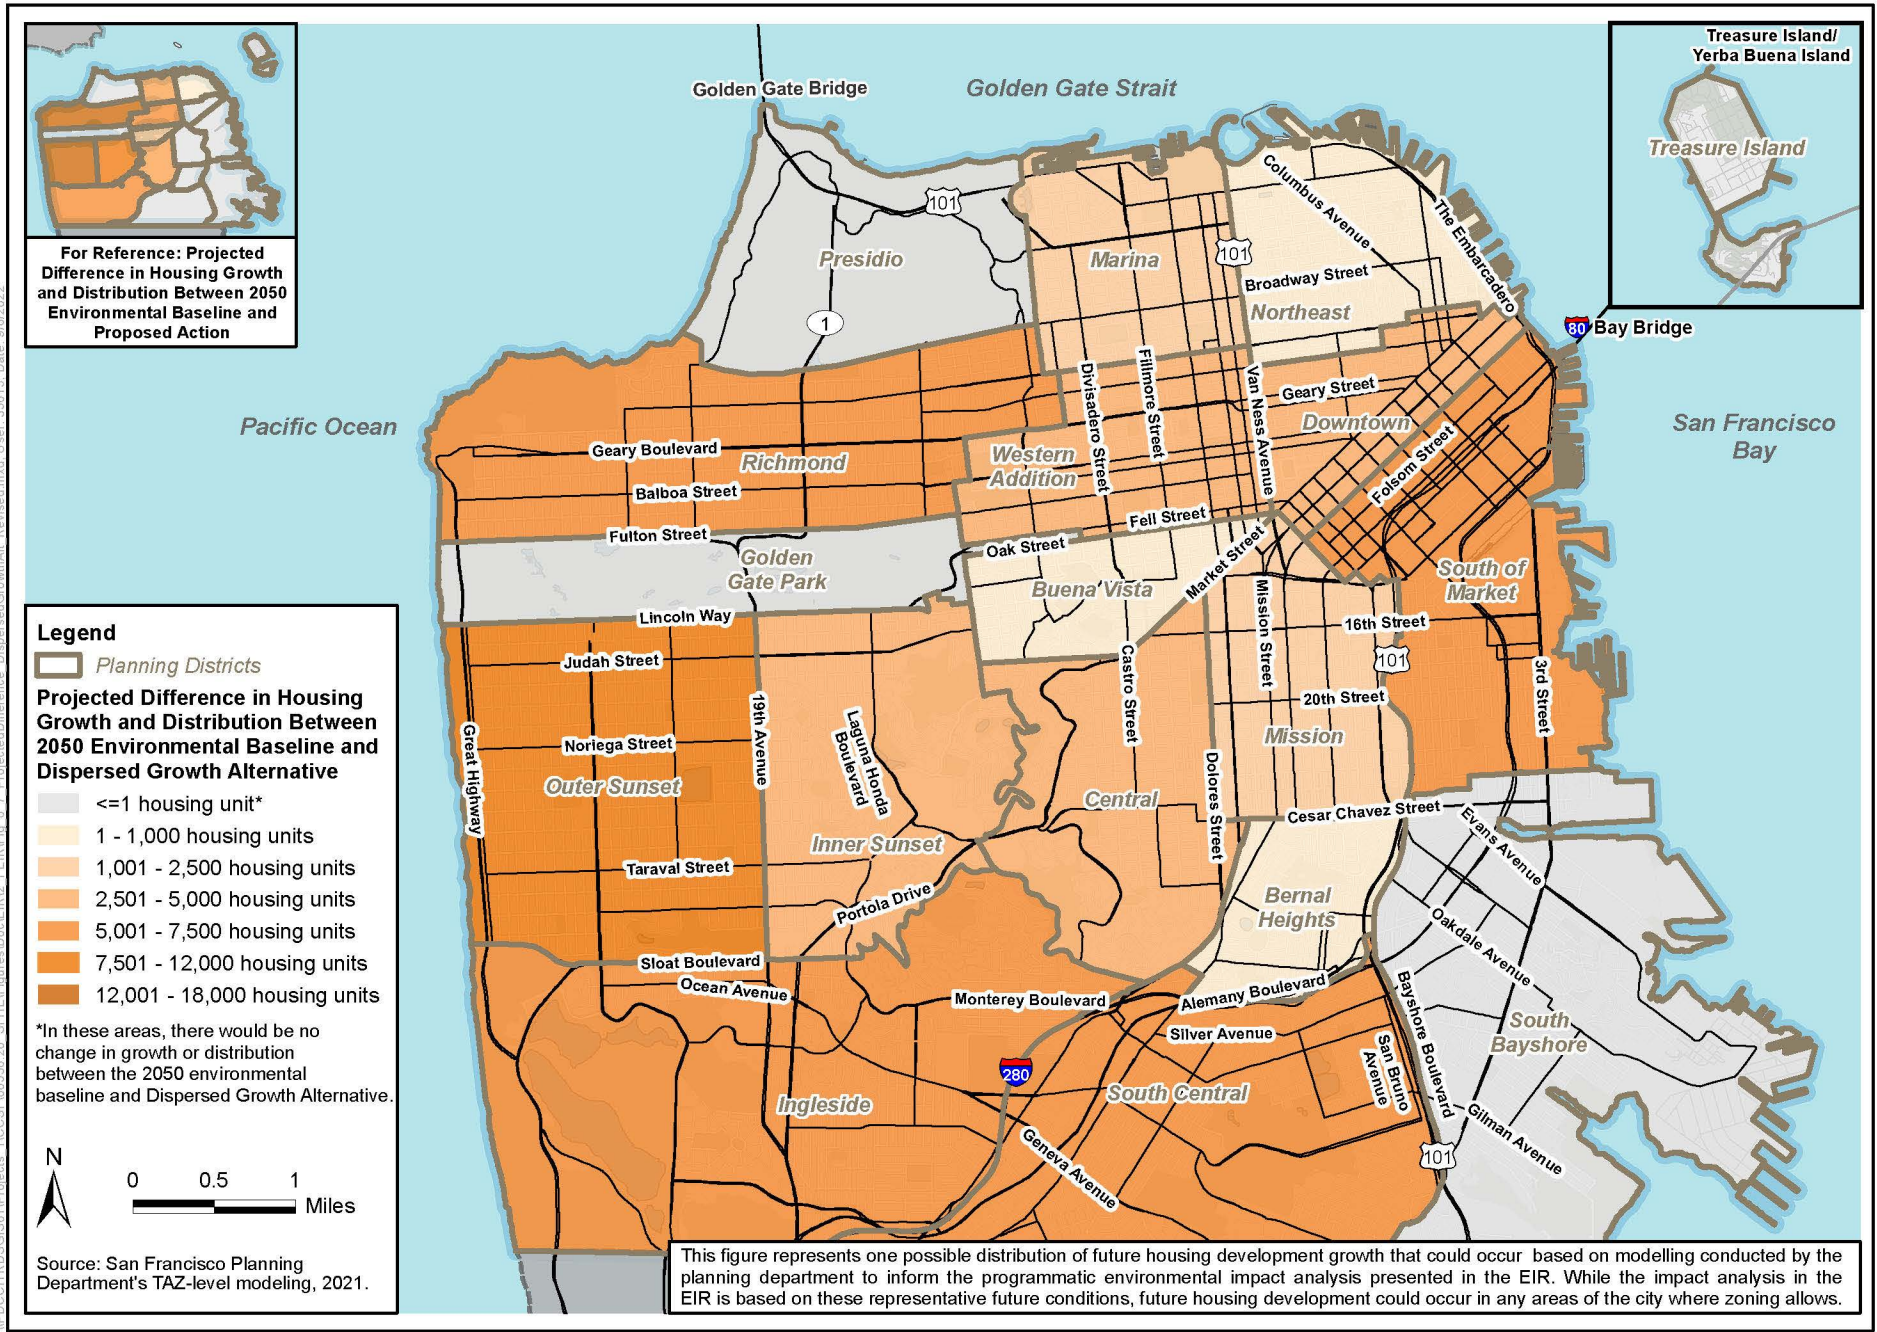 For Reference: Projected
Difference in Housing Growth
and Distribution Between 2050
Environmental Baseline and
Proposed Action
Golden Gate Bridge
Golden Gate Strait
Treasure Island/
Yerba Buena Island
Treasure Island
80
Bay Bridge
101
Presidio
1
Marina
101
Columbus Avenue
The Embarcadero
Broadway Street
Northeast
Pacific Ocean
San Francisco
Bay
Geary Boulevard
Richmond
Balboa Street
Fulton Street
Western
Addition
Divisadero Street
Fillmore Street
Van Ness Avenue
Geary Street
Downtown
Folsom Street
Fell Street
Oak Street
Golden
Gate Park
Lincoln Way
Buena Vista
Market Street
Mission Street
South of
Market
16th Street
101
3rd Street
20th Street
Mission
Castro Street
Dolores Street
Central
Cesar Chavez Street
Evans Avenue
Judah Street
Noriega Street
Outer Sunset
19th Avenue
Great Highway
Laguna Honda
Boulevard
Inner Sunset
Taraval Street
Portola Drive
Bernal
Heights
Oakdale Avenue
Sloat Boulevard
Ocean Avenue
Monterey Boulevard
Alemany Boulevard
Silver Avenue
Bayshore Boulevard
San Bruno
Avenue
South
Bayshore
280
Ingleside
South Central
Geneva Avenue
Gilman Avenue
101
Legend
Planning Districts
Projected Difference in Housing
Growth and Distribution Between
2050 Environmental Baseline and
Dispersed Growth Alternative
<=1 housing unit*
1 - 1,000 housing units
1,001 - 2,500 housing units
2,501 - 5,000 housing units
5,001 - 7,500 housing units
7,501 - 12,000 housing units
12,001 - 18,000 housing units
*In these areas, there would be no
change in growth or distribution
between the 2050 environmental
baseline and Dispersed Growth Alternative.
N
0 0.5 1
Miles
Source: San Francisco Planning
Department's TAZ-level modeling, 2021.
This figure represents one possible distribution of future housing development growth that could occur based on modelling conducted by the
planning department to inform the programmatic environmental impact analysis presented in the EIR. While the impact analysis in the
EIR is based on these representative future conditions, future housing development could occur in any areas of the city where zoning allows.